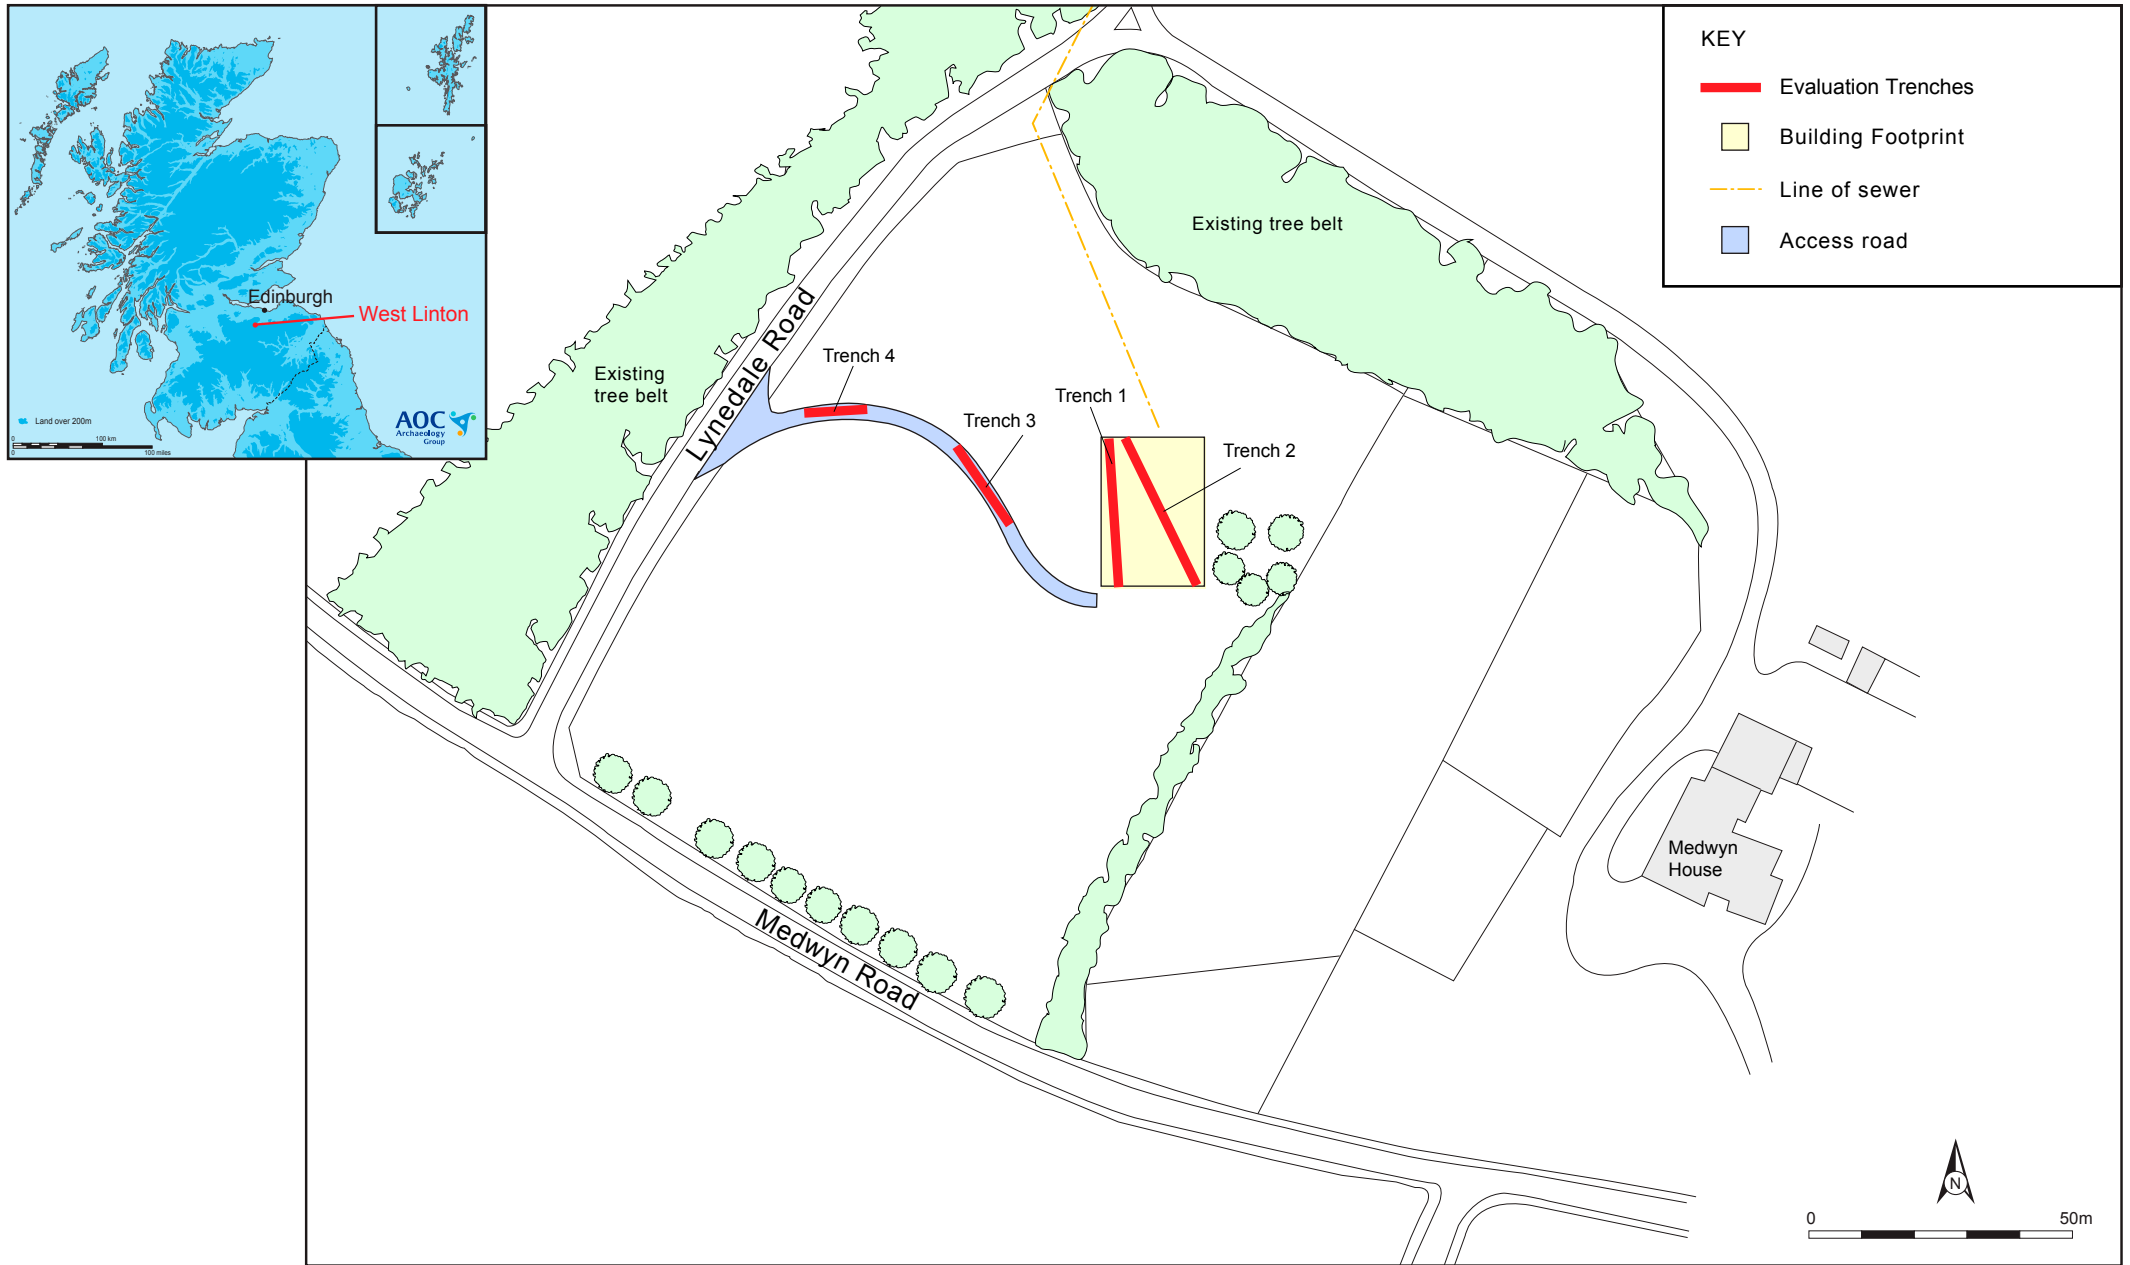 Edinburgh
West Linton
Land over 200m
0 100 km
0 100 miles
AOC
Archaeology
Group
KEY
Evaluation Trenches
Building Footprint
Line of sewer
Access road
Existing tree belt
Existing
tree belt
Lynedale Road
Trench 4
Trench 3
Trench 1
Trench 2
Medwyn
House
Medwyn Road
N
0 50m